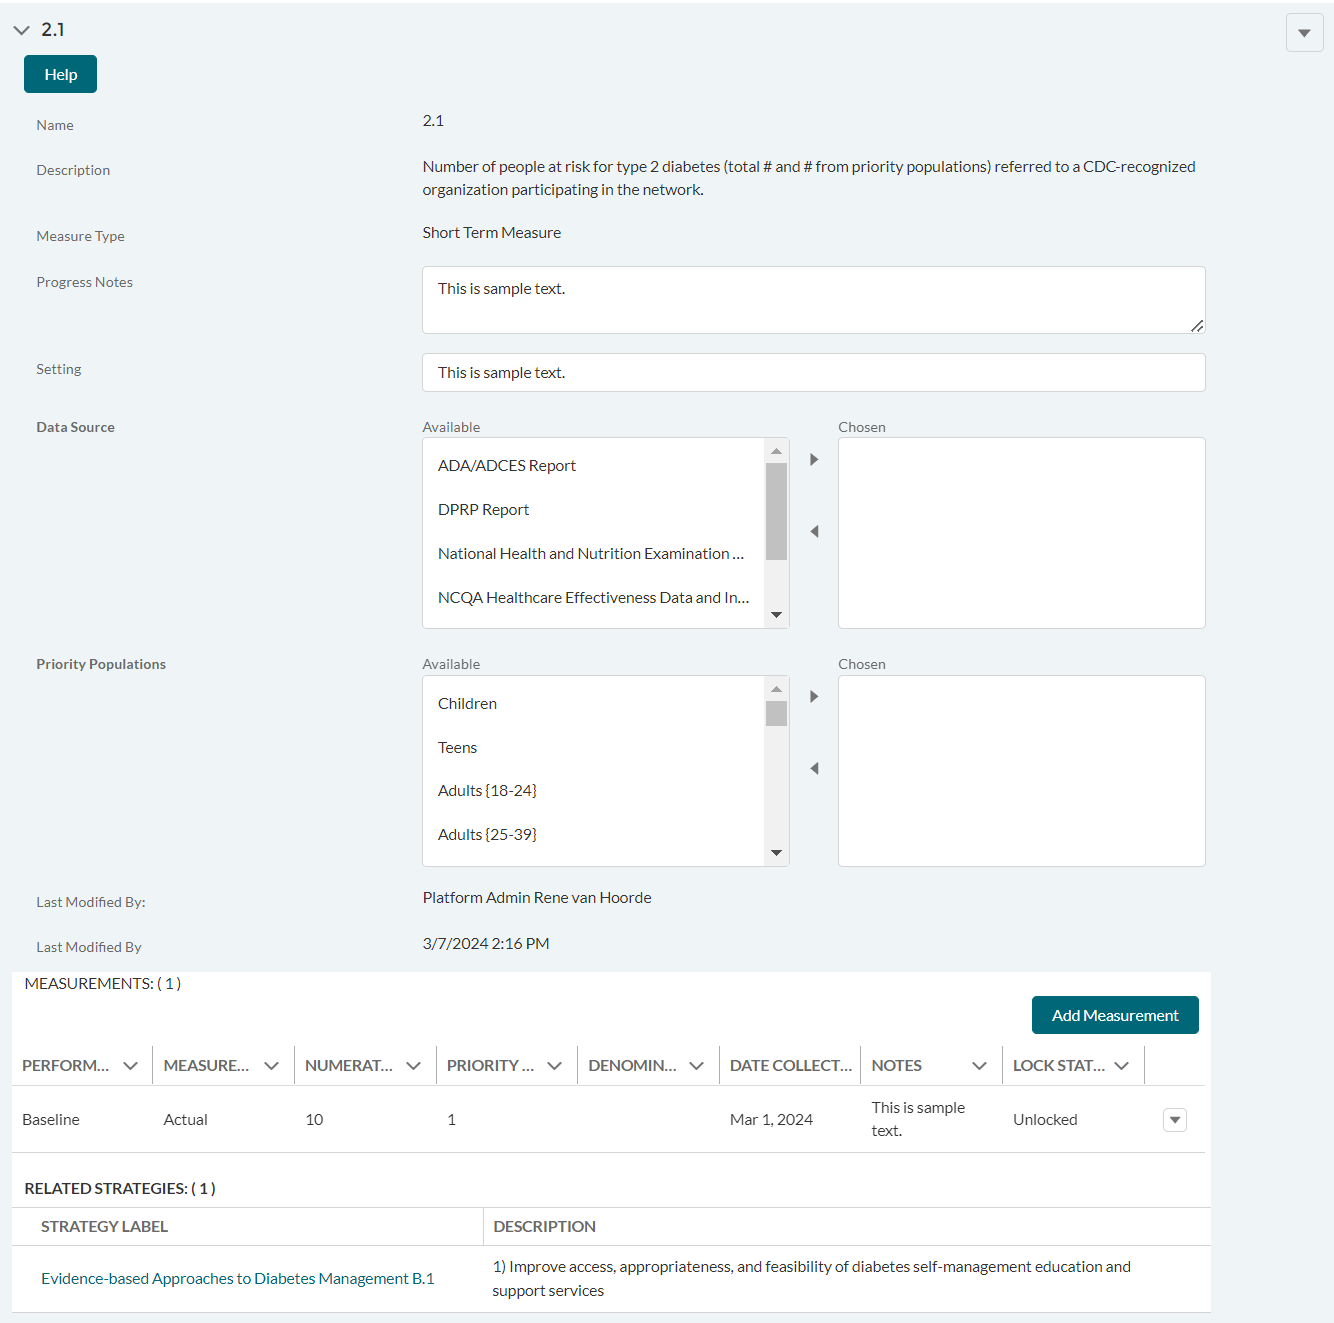 2.1
Help
Name
2.1
Description
Number of people at risk for type 2 diabetes (total # and # from priority populations) referred to a CDC-recognized
organization participating in the network.
Measure Type
Short Term Measure
Progress Notes
This is sample text.
Setting
This is sample text.
Data Source
Available
Chosen
ADA/ADCES Report
DPRP Report
National Health and Nutrition Examination ...
NCQA Healthcare Effectiveness Data and In...
Priority Populations
Available
Chosen
Children
Teens
Adults {18-24}
Adults {25-39}
Last Modified By:
Platform Admin Rene van Hoorde
Last Modified By
3/7/2024 2:16 PM
MEASUREMENTS: ( 1 )
Add Measurement
PERFORM... MEASURE... NUMERAT... PRIORITY ... DENOMIN... DATE COLLECT... NOTES LOCK STAT...
Baseline Actual 10 1 Mar 1, 2024 This is sample Unlocked
text.
RELATED STRATEGIES: ( 1 )
STRATEGY LABEL DESCRIPTION
Evidence-based Approaches to Diabetes Management B.1
1) Improve access, appropriateness, and feasibility of diabetes self-management education and
support services